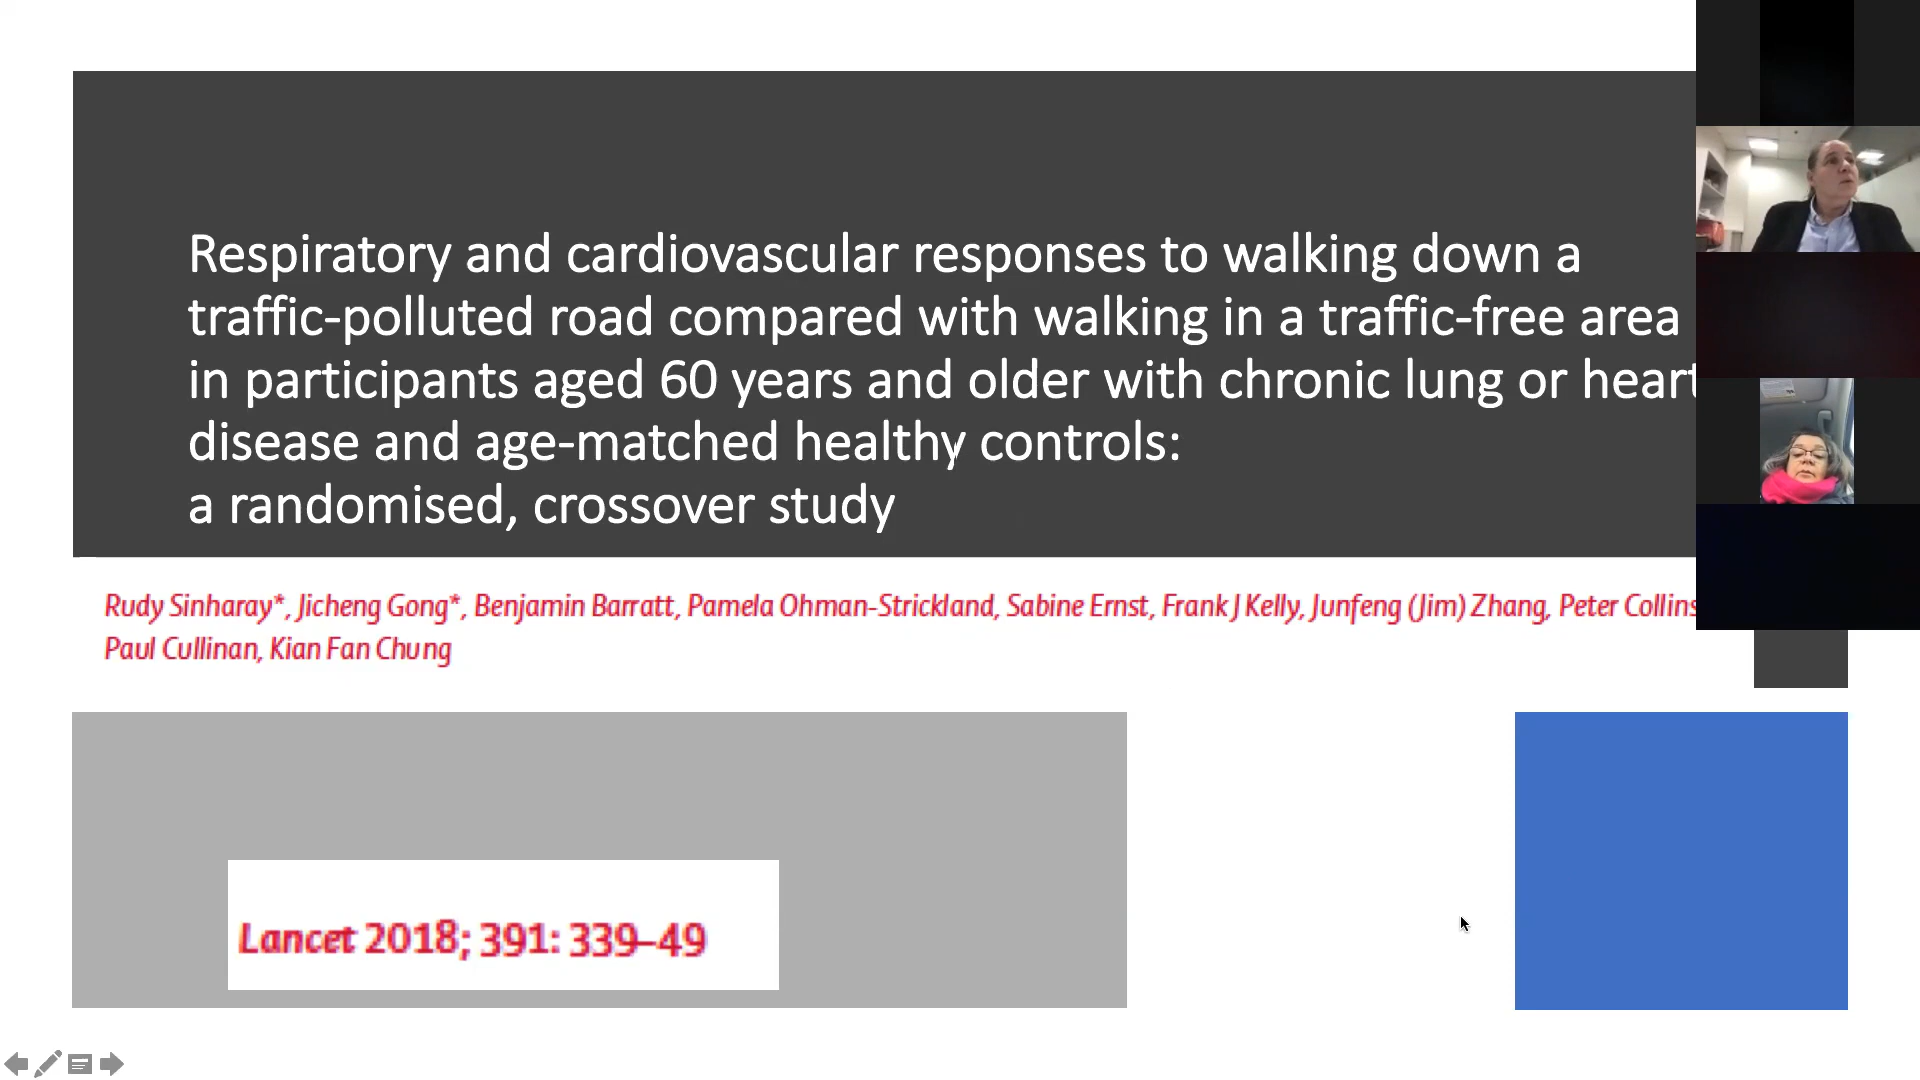 Respiratory and cardiovascular responses to walking down a
traffic-polluted road compared with walking in a traffic-free area
in participants aged 60 years and older with chronic lung or heart
disease and age-matched healthy controls:
a randomised, crossover study
Rudy Sinharay*, Jicheng Gong*, Benjamin Barratt, Pamela Ohman-Strickland, Sabine Ernst, Frank J Kelly, Junfeng (Jim) Zhang, Peter Collins
Paul Cullinan, Kian Fan Chung
Lancet 2018; 391: 339–49